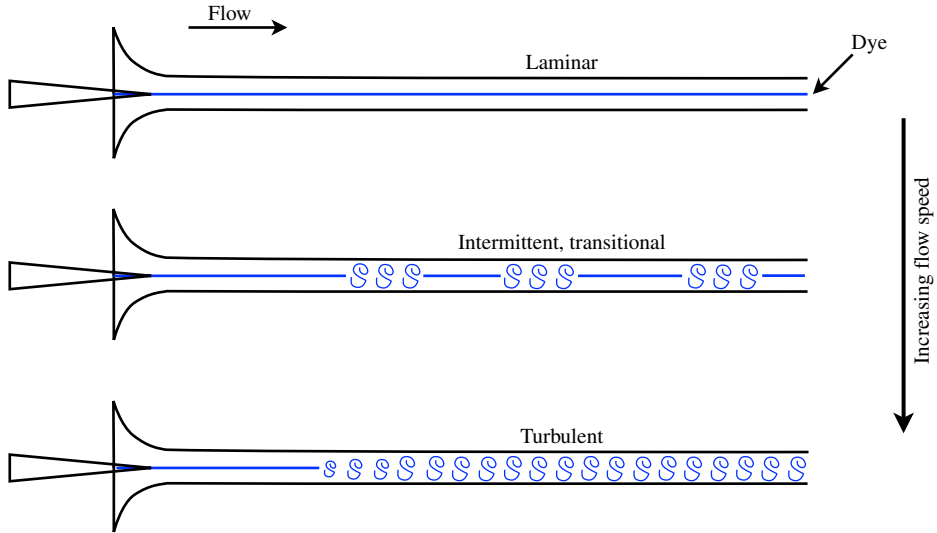 Flow
Laminar
Dye
Intermittent, transitional
Increasing flow speed
Turbulent